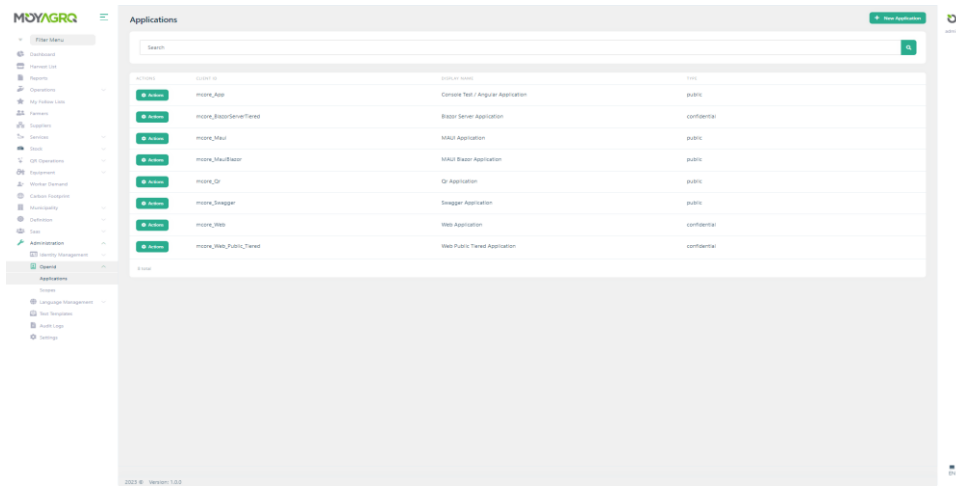 MOYAGRO
Applications
+ New Application
admin
Filter Menu
Search
Dashboard
Harvest List
Reports
Operations
My Follow Lists
Farmers
Suppliers
Services
Stock
Gift Operations
Equipment
Worker Demand
Carbon Footprint
Municipality
Definition
SaaS
Administration
Identity Management
OpenId
Applications
Scopes
Language Management
Text Templates
Audit Logs
Settings
ACTIONS CLIENT ID DISPLAY NAME TYPE
Actions mcore_App Console Test / Angular Application public
Actions mcore_BlazorServerTiered Blazor Server Application confidential
Actions mcore_Maui MAUI Application public
Actions mcore_MauiBlazor MAUI Blazor Application public
Actions mcore_Qr Qr Application public
Actions mcore_Swagger Swagger Application public
Actions mcore_Web Web Application confidential
Actions mcore_Web_Public_Tiered Web Public Tiered Application confidential
8 total
EN
2023 © Version: 1.0.0